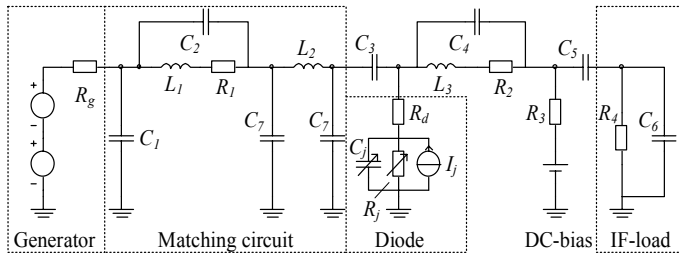 C2
L2
C3
C4
C5
Rg
L1
R1
L3
R2
C1
C7
C7
Rd
R3
R4
C6
Cj
Ij
Rj
+
−
+
−
Generator
Matching circuit
Diode
DC-bias
IF-load